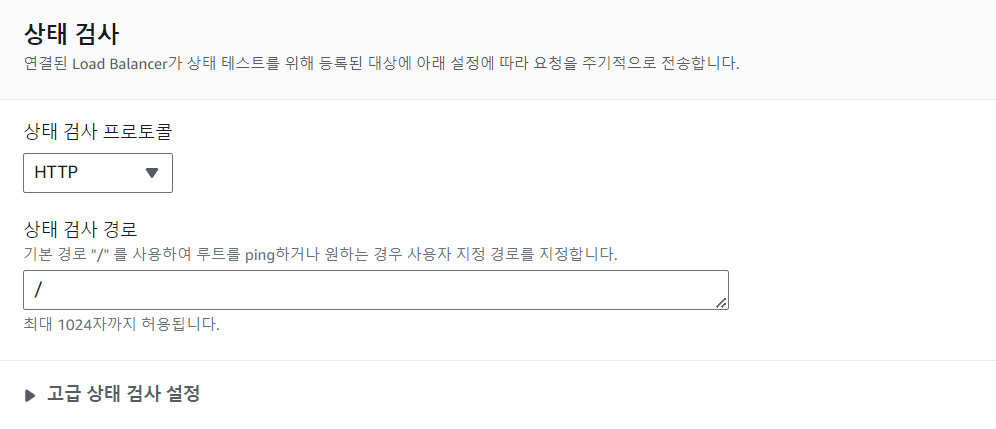 상태 검사
연결된 Load Balancer가 상태 테스트를 위해 등록된 대상에 아래 설정에 따라 요청을 주기적으로 전송합니다.
상태 검사 프로토콜
HTTP
상태 검사 경로
기본 경로 "/" 를 사용하여 루트를 ping하거나 원하는 경우 사용자 지정 경로를 지정합니다.
/
최대 1024자까지 허용됩니다.
고급 상태 검사 설정